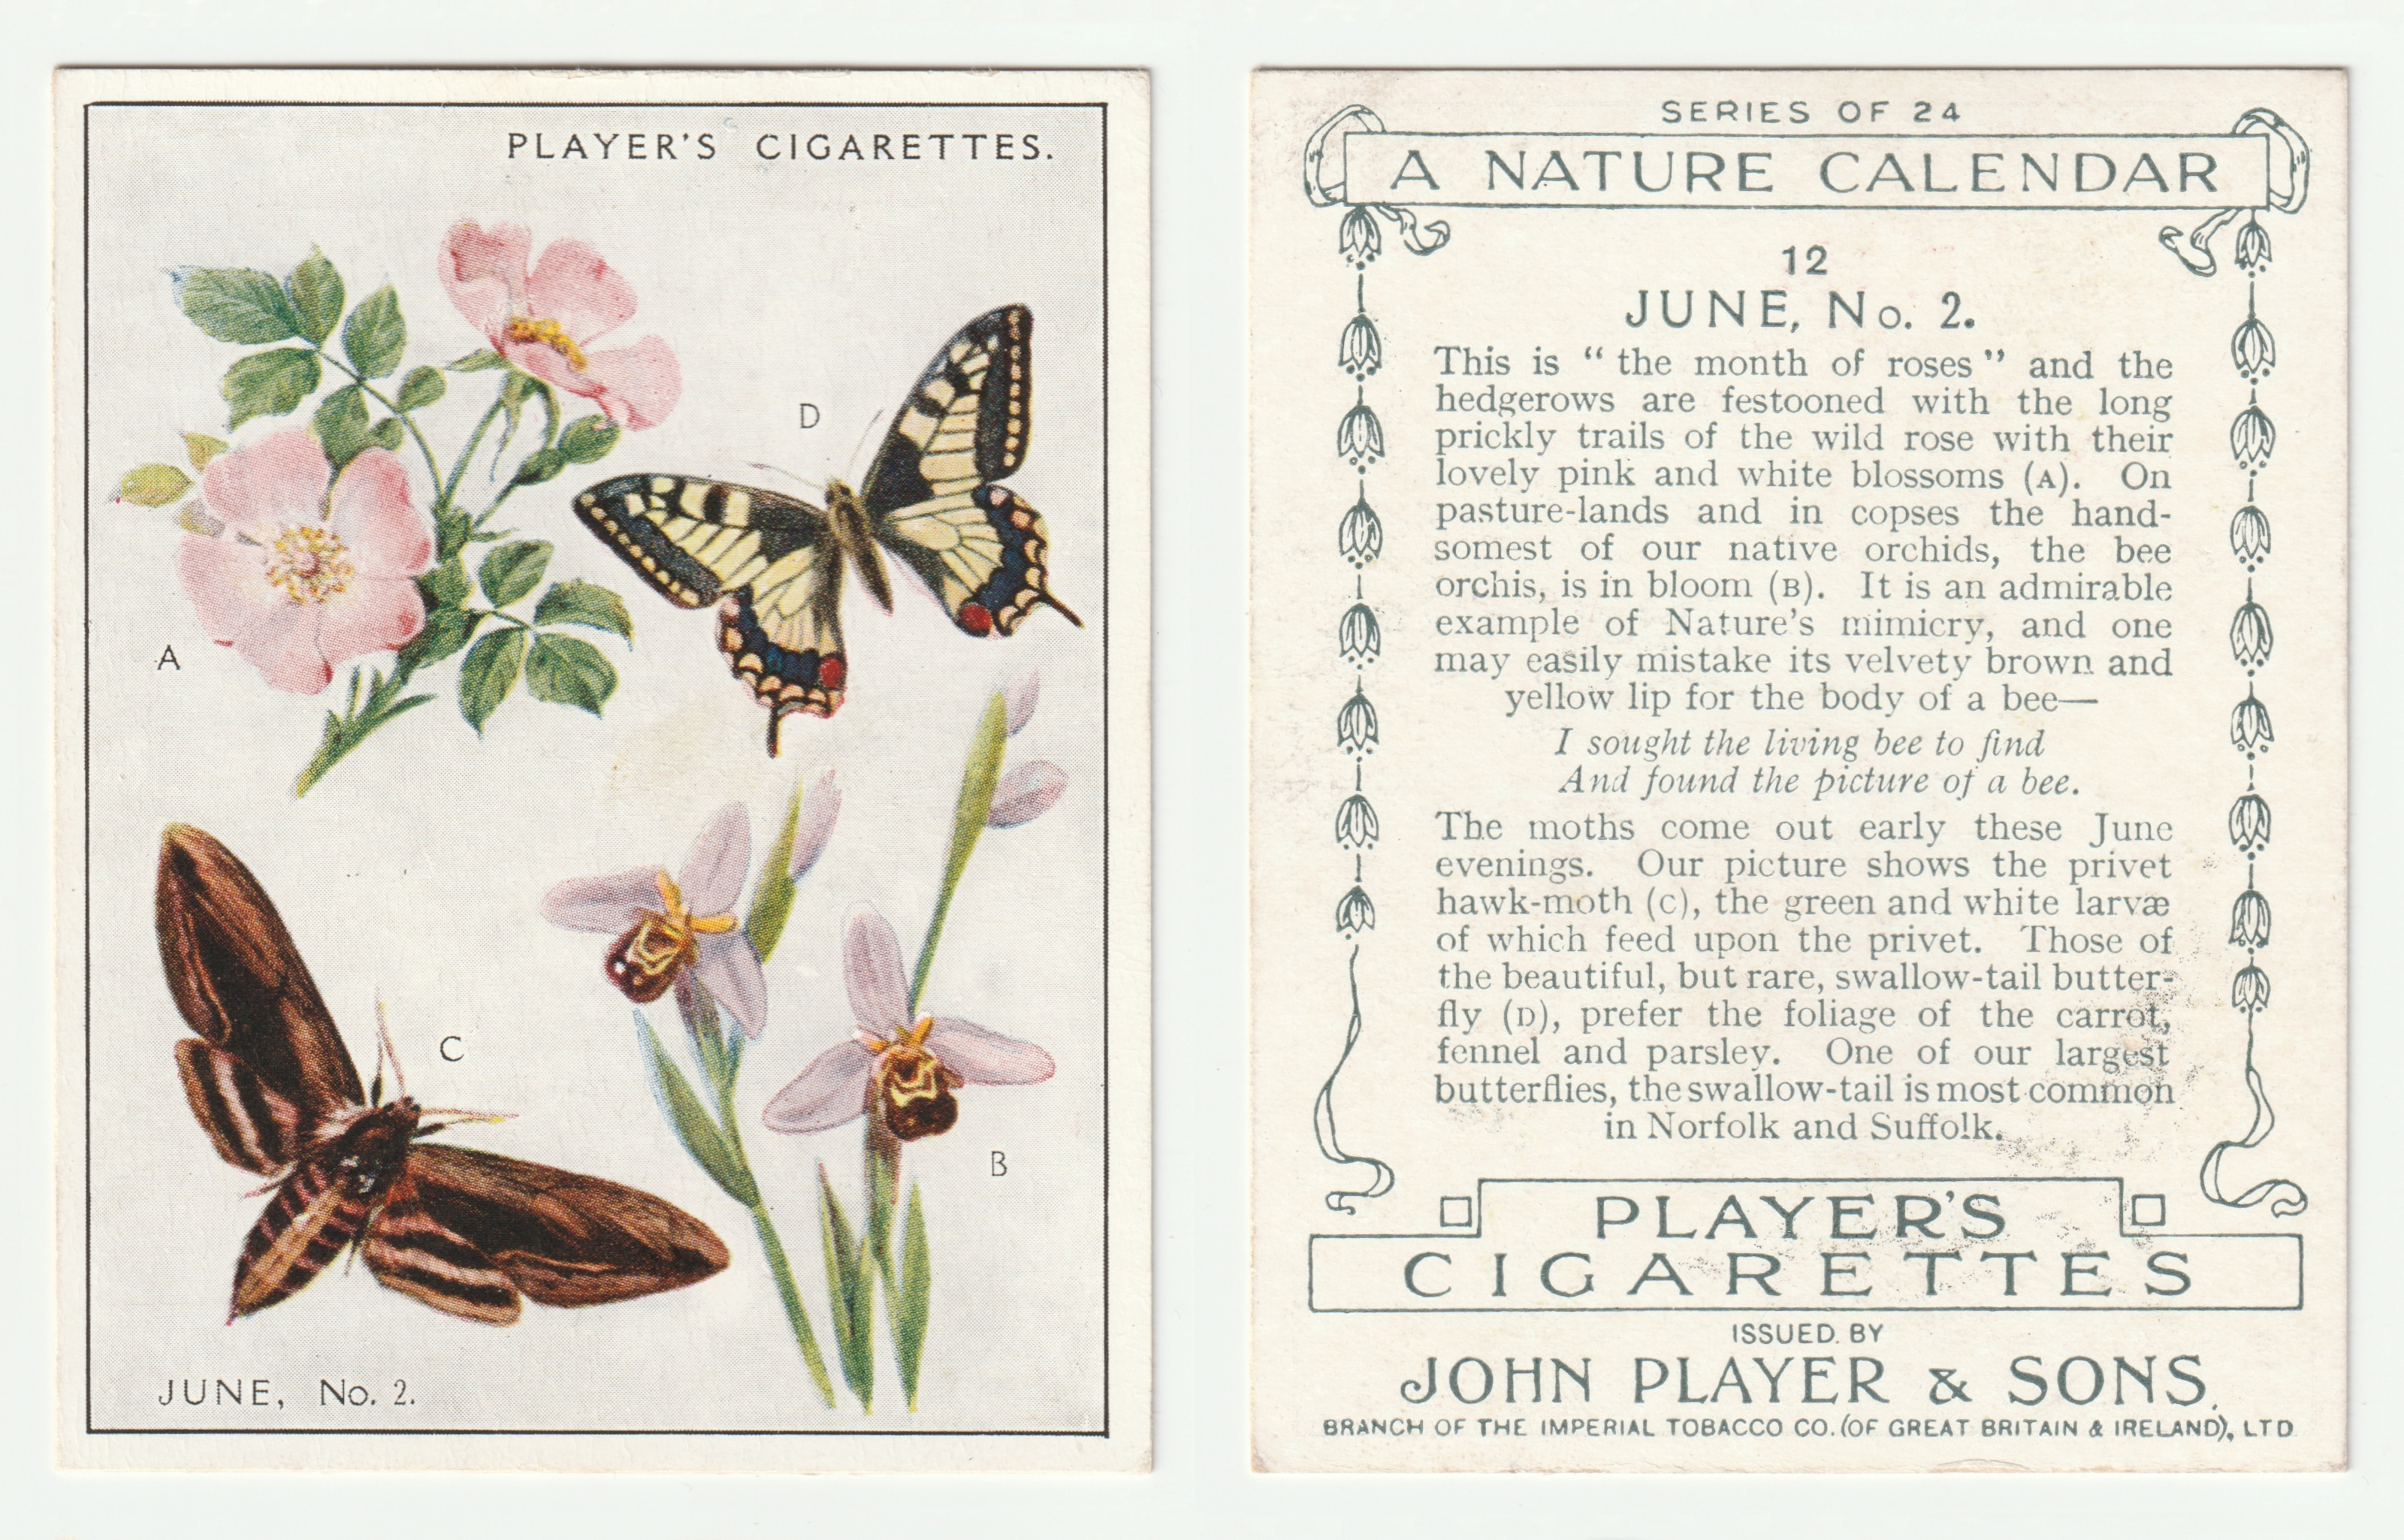 PLAYER'S CIGARETTES.
D
A
C
B
JUNE, No. 2.
SERIES OF 24
A NATURE CALENDAR
12
JUNE, No. 2.
This is “ the month of roses ” and the
hedgerows are festooned with the long
prickly trails of the wild rose with their
lovely pink and white blossoms (A). On
pasture-lands and in copses the hand-
somest of our native orchids, the bee
orchis, is in bloom (B). It is an admirable
example of Nature's mimicry, and one
may easily mistake its velvety brown and
yellow lip for the body of a bee—
I sought the living bee to find
And found the picture of a bee.
The moths come out early these June
evenings. Our picture shows the privet
hawk-moth (C), the green and white larvæ
of which feed upon the privet. Those of
the beautiful, but rare, swallow-tail butter-
fly (D), prefer the foliage of the carrot,
fennel and parsley. One of our largest
butterflies, the swallow-tail is most common
in Norfolk and Suffolk.
PLAYER'S
CIGARETTES
ISSUED BY
JOHN PLAYER & SONS,
BRANCH OF THE IMPERIAL TOBACCO CO. (OF GREAT BRITAIN & IRELAND), LTD